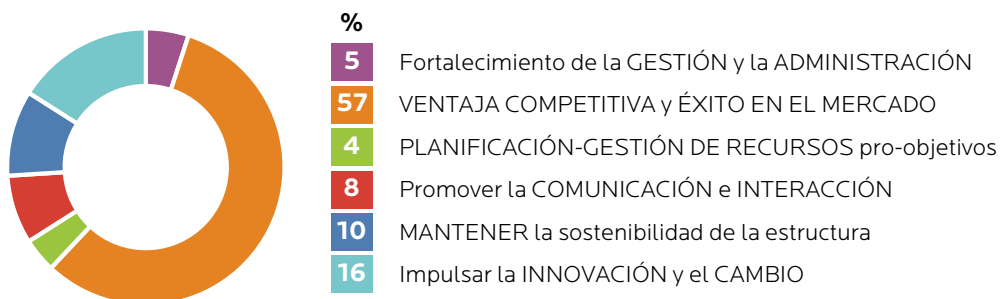 %
5 Fortalecimiento de la GESTIÓN y la ADMINISTRACIÓN
57 VENTAJA COMPETITIVA y ÉXITO EN EL MERCADO
4 PLANIFICACIÓN-GESTIÓN DE RECURSOS pro-objetivos
8 Promover la COMUNICACIÓN e INTERACCIÓN
10 MANTENER la sostenibilidad de la estructura
16 Impulsar la INNOVACIÓN y el CAMBIO